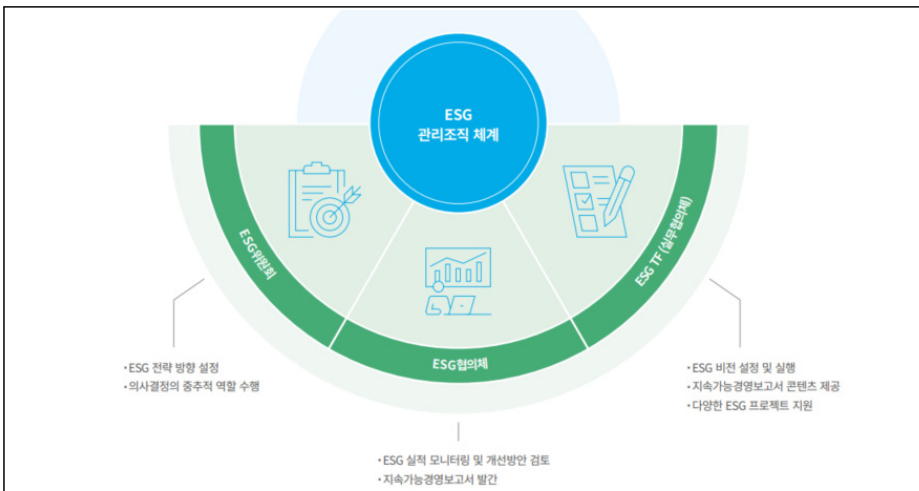 ESG
관리조직 체계
ESG위원회
ESG협의체
ESG TF (실무협의체)
• ESG 전략 방향 설정
• 의사결정의 중추적 역할 수행
• ESG 실적 모니터링 및 개선방안 검토
• 지속가능경영보고서 발간
• ESG 비전 설정 및 실행
• 지속가능경영보고서 콘텐츠 제공
• 다양한 ESG 프로젝트 지원